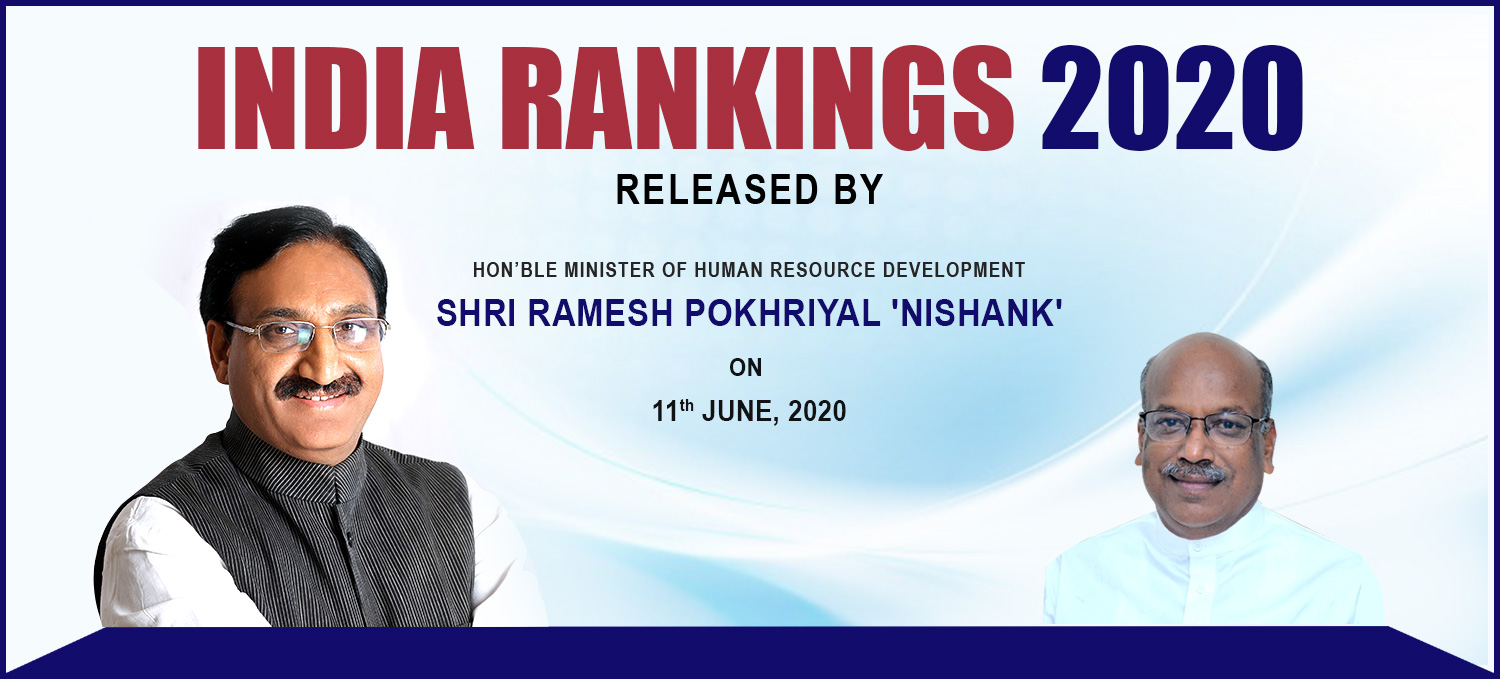 INDIA RANKINGS 2020
RELEASED BY
HON'BLE MINISTER OF HUMAN RESOURCE DEVELOPMENT
SHRI RAMESH POKHRIYAL 'NISHANK'
ON
11th JUNE, 2020